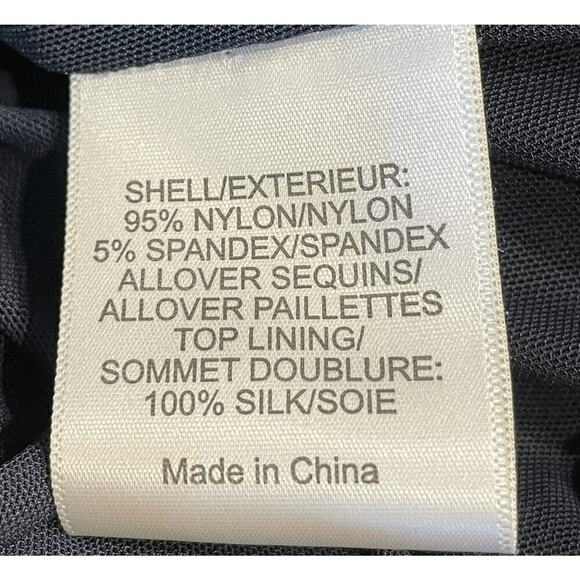 SHELL/EXTERIEUR:
95% NYLON/NYLON
5% SPANDEX/SPANDEX
ALLOVER SEQUINS/
ALLOVER PAILLETTES
TOP LINING/
SOMMET DOUBLURE:
100% SILK/SOIE
Made in China